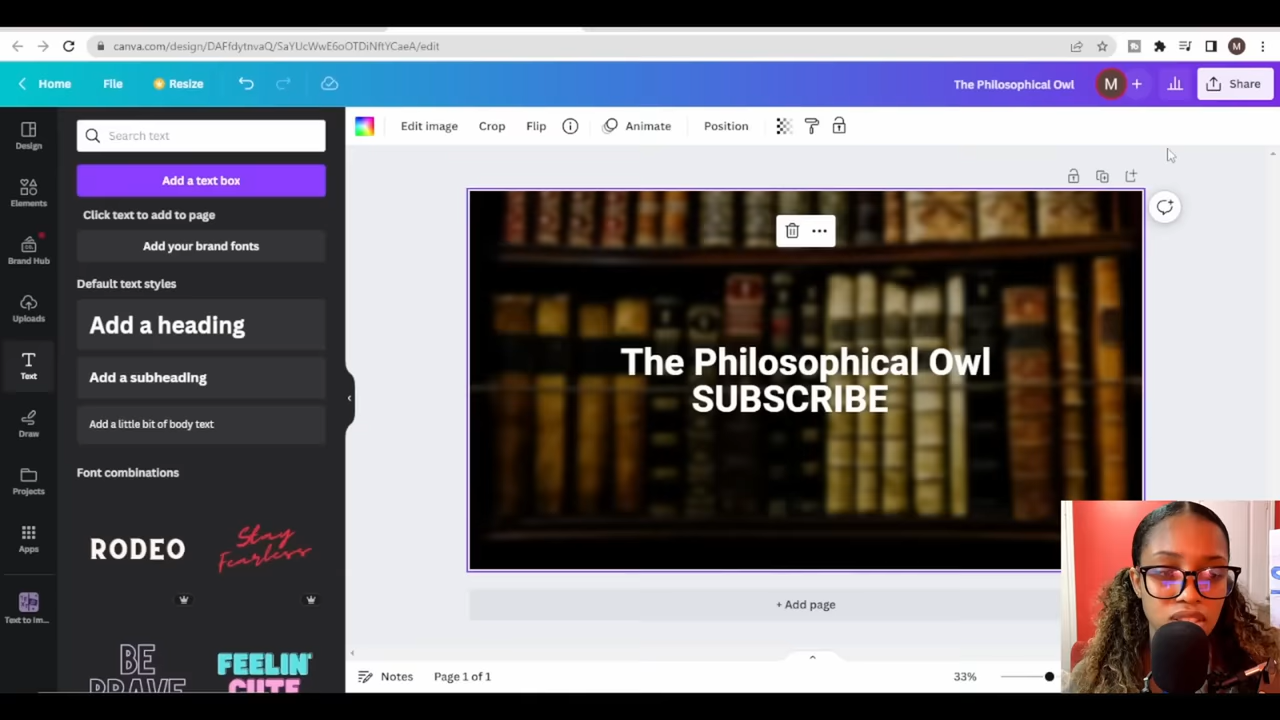 canva.com/design/DAFfdytnvaQ/SaYUcWwE6oOTDiNftYCaeA/edit
M
Home
File
Resize
The Philosophical Owl
M
Share
Edit image
Crop
Flip
Animate
Position
Design
Elements
Brand Hub
Uploads
Text
Draw
Projects
Apps
Text to Im...
Search text
Add a text box
Click text to add to page
Add your brand fonts
Default text styles
Add a heading
Add a subheading
Add a little bit of body text
Font combinations
RODEO
Stay
Fearless
BE
BRAVE
FEELIN'
CUTE
The Philosophical Owl
SUBSCRIBE
+ Add page
Notes
Page 1 of 1
33%